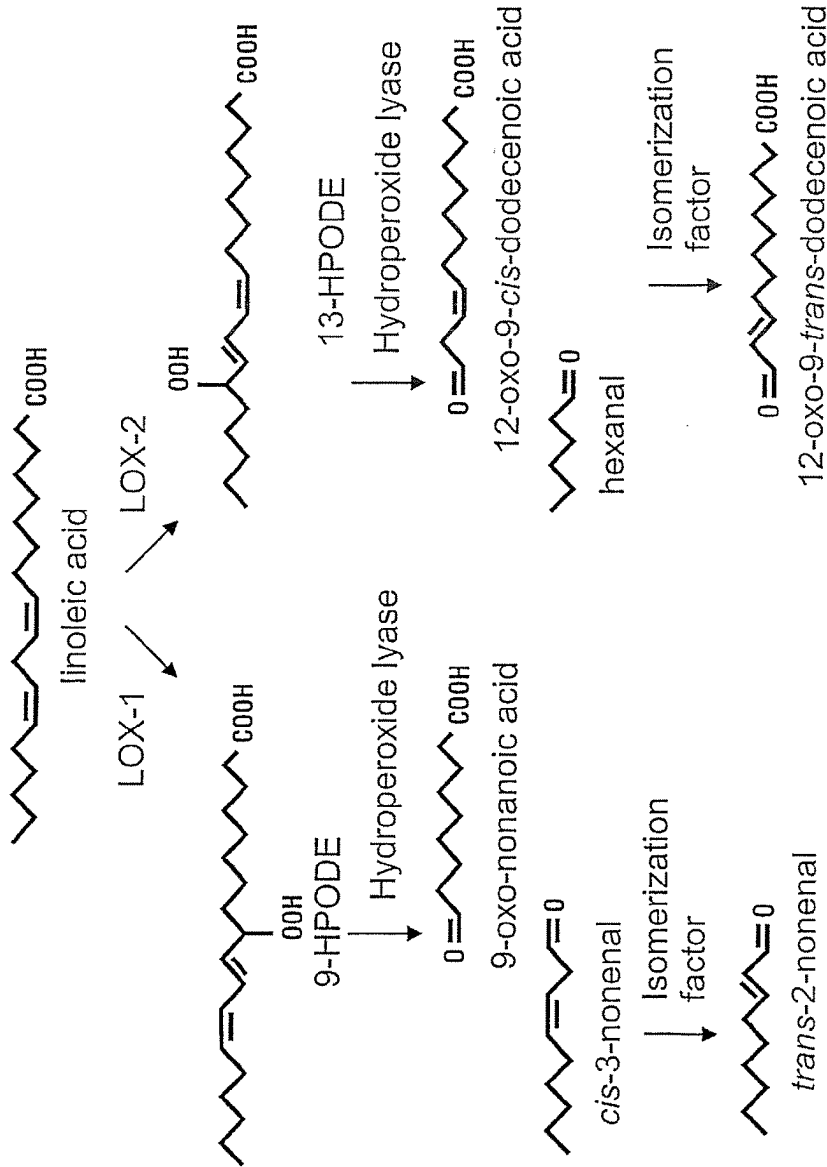 COOH
linoleic acid
LOX-1
LOX-2
COOH
OOH
9-HPODE
Hydroperoxide lyase
O
COOH
9-oxo-nonanoic acid
O
cis-3-nonenal
Isomerization
factor
O
trans-2-nonenal
OOH
COOH
13-HPODE
Hydroperoxide lyase
O
COOH
12-oxo-9-cis-dodecenoic acid
O
hexanal
Isomerization
factor
O
COOH
12-oxo-9-trans-dodecenoic acid